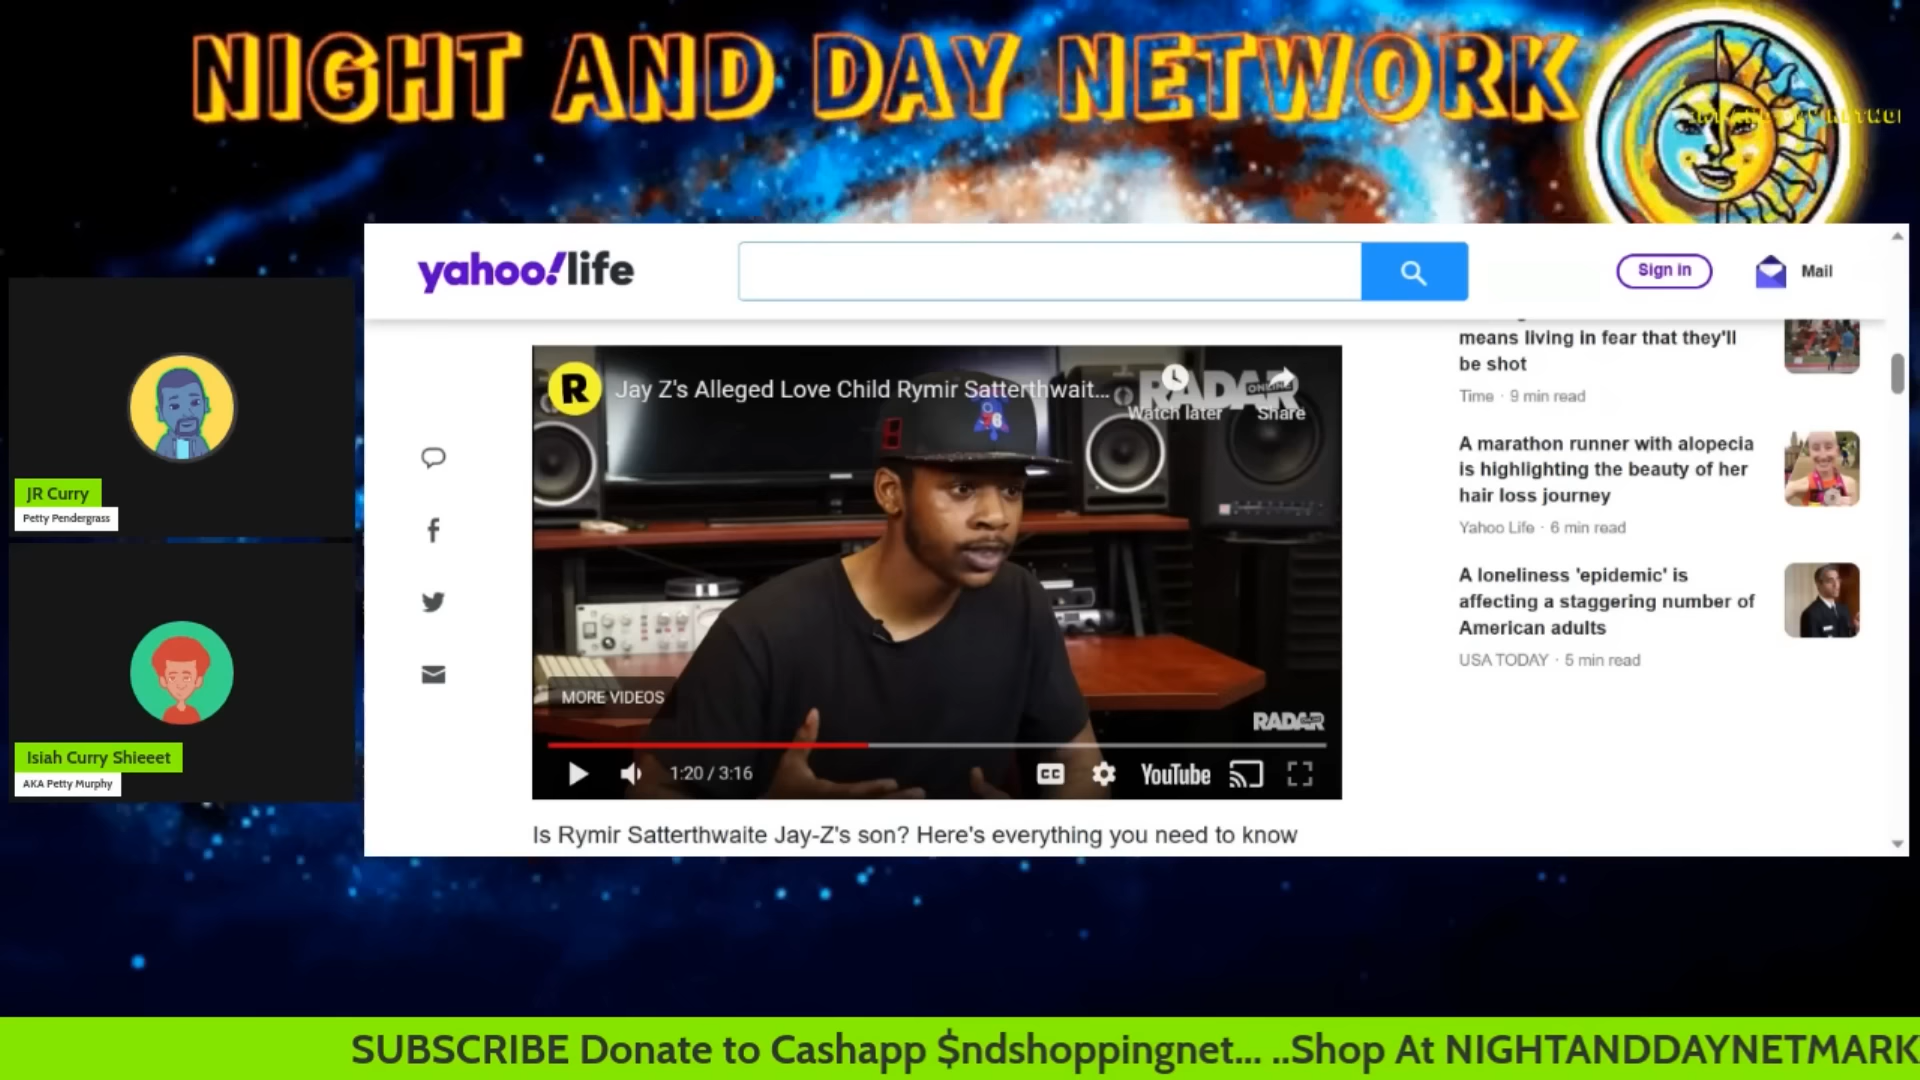 NIGHT AND DAY NETWORK
yahoo!life
Sign in
Mail
means living in fear that they'll
be shot
Time · 9 min read
R
Jay Z's Alleged Love Child Rymir Satterthwait...
RADAR
ONLINE
Watch later
Share
A marathon runner with alopecia
is highlighting the beauty of her
hair loss journey
Yahoo Life · 6 min read
JR Curry
Petty Pendergrass
A loneliness 'epidemic' is
affecting a staggering number of
American adults
USA TODAY · 5 min read
MORE VIDEOS
RADAR
1:20 / 3:16
CC
YouTube
Isiah Curry Shieeet
AKA Petty Murphy
Is Rymir Satterthwaite Jay-Z's son? Here's everything you need to know
SUBSCRIBE Donate to Cashapp $ndshoppingnet... ..Shop At NIGHTANDDAYNETMARK